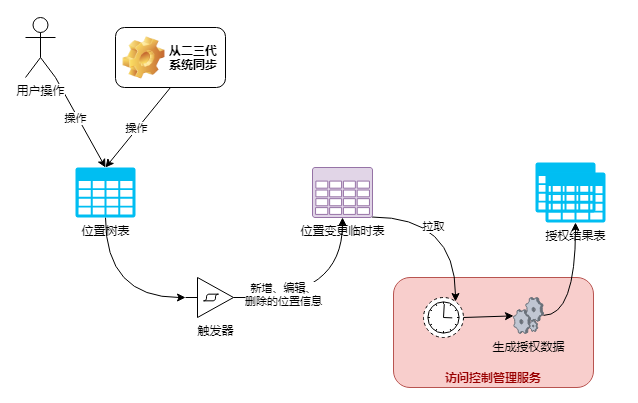 从二三代
系统同步
用户操作
操作
操作
位置树表
位置变更临时表
拉取
授权结果表
新增、编辑、
删除的位置信息
触发器
生成授权数据
访问控制管理服务